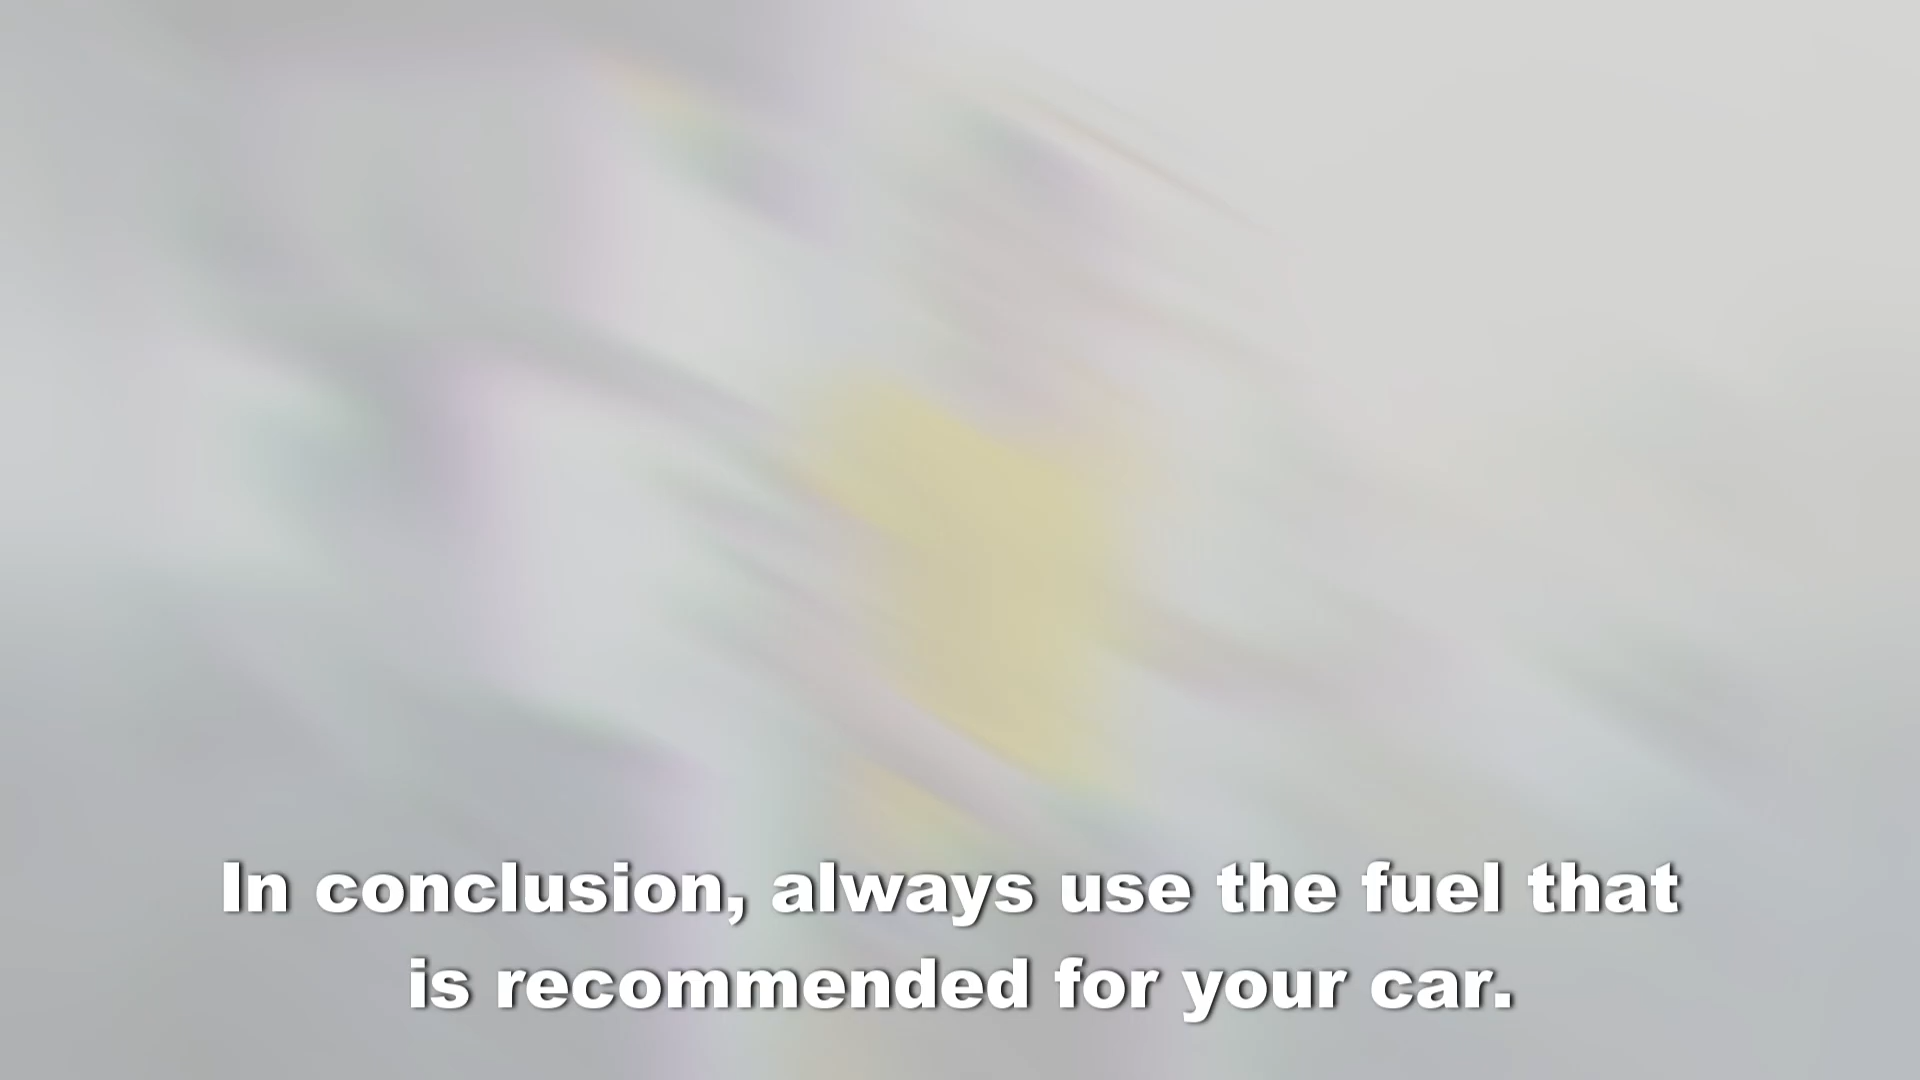 In conclusion, always use the fuel that
is recommended for your car.